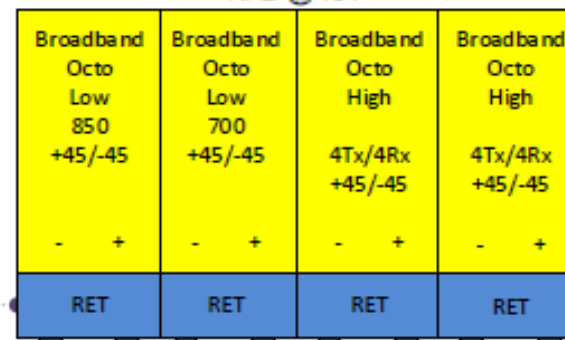 Broadband
Octo
Low
850
+45/-45
- +
Broadband
Octo
Low
700
+45/-45
- +
Broadband
Octo
High
4Tx/4Rx
+45/-45
- +
Broadband
Octo
High
4Tx/4Rx
+45/-45
- +
RET
RET
RET
RET